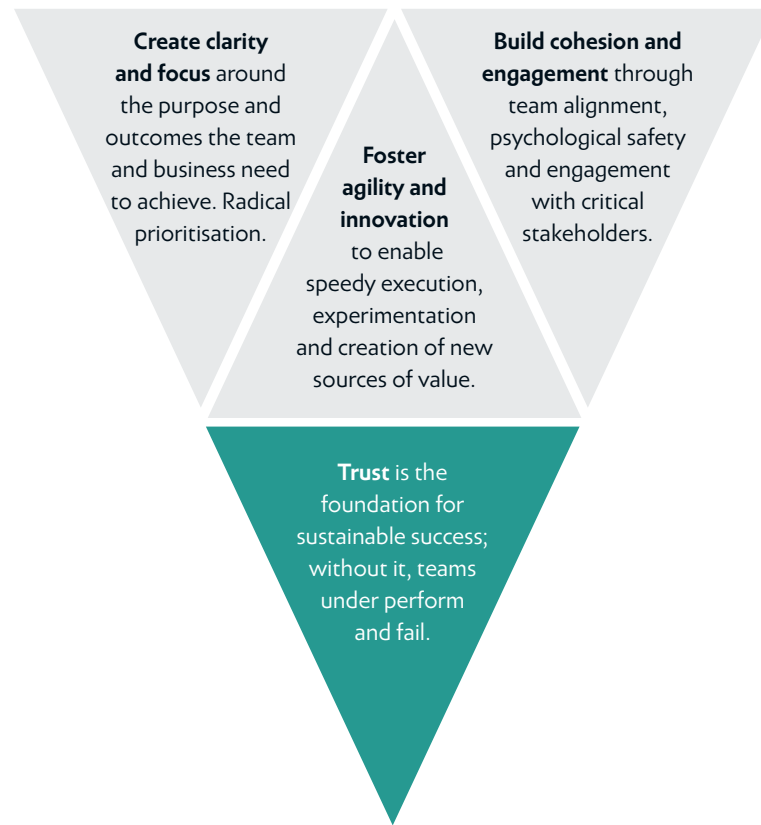 Create clarity
and focus around
the purpose and
outcomes the team
and business need
to achieve. Radical
prioritisation.
Foster
agility and
innovation
to enable
speedy execution,
experimentation
and creation of new
sources of value.
Build cohesion and
engagement through
team alignment,
psychological safety
and engagement
with critical
stakeholders.
Trust is the
foundation for
sustainable success;
without it, teams
under perform
and fail.